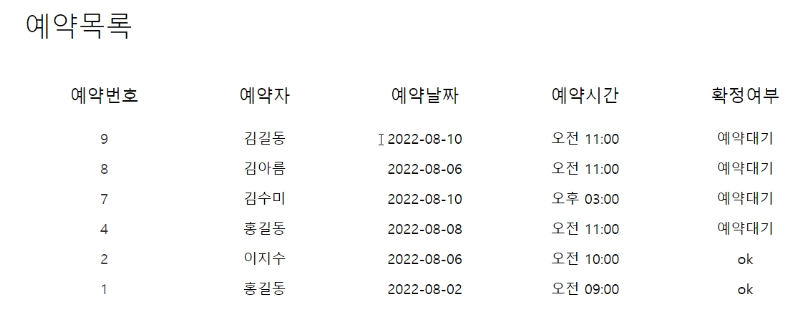 예약목록
예약번호 예약자 예약날짜 예약시간 확정여부
9 김길동 2022-08-10 오전 11:00 예약대기
8 김아름 2022-08-06 오전 11:00 예약대기
7 김수미 2022-08-10 오후 03:00 예약대기
4 홍길동 2022-08-08 오전 11:00 예약대기
2 이지수 2022-08-06 오전 10:00 ok
1 홍길동 2022-08-02 오전 09:00 ok